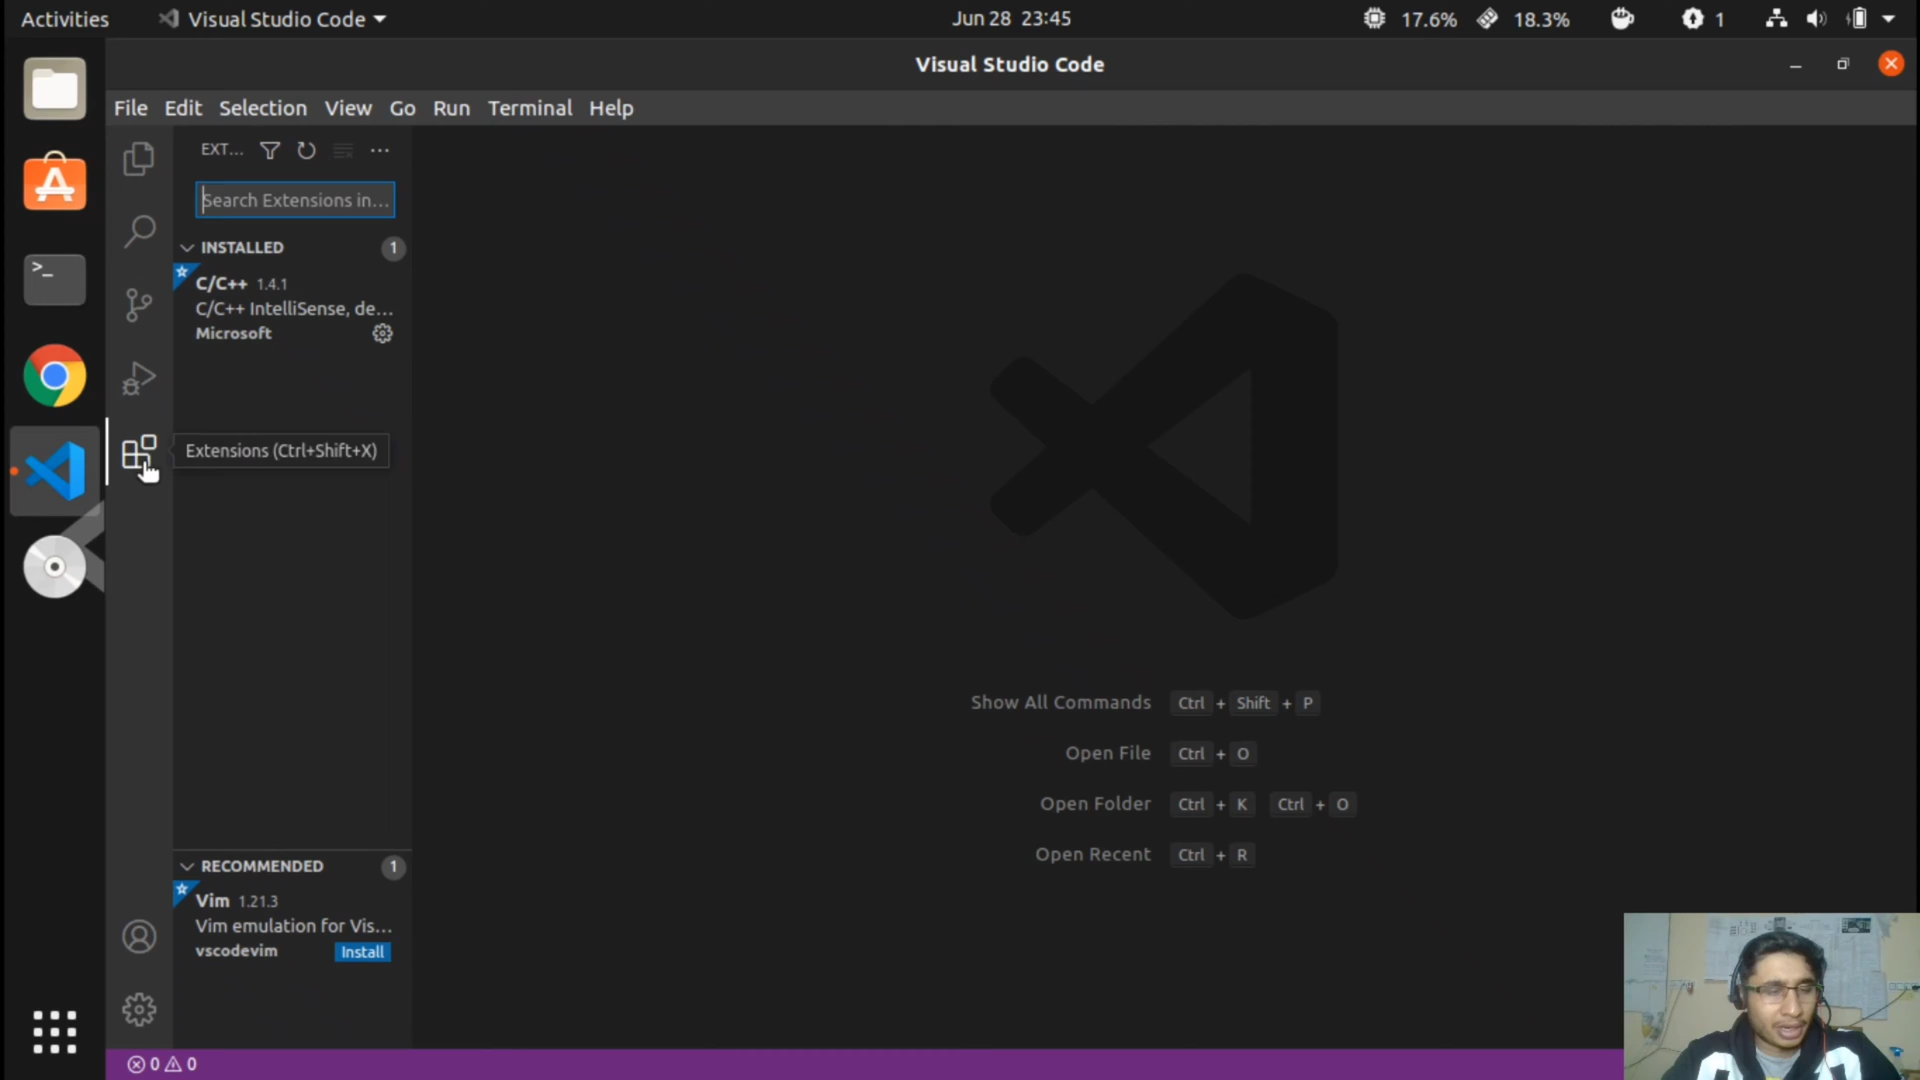 Activities
Visual Studio Code
Jun 28 23:45
17.6%
18.3%
1
Visual Studio Code
File Edit Selection View Go Run Terminal Help
EXT...
Search Extensions in...
INSTALLED 1
C/C++ 1.4.1
C/C++ IntelliSense, de...
Microsoft
Extensions (Ctrl+Shift+X)
Show All Commands Ctrl + Shift + P
Open File Ctrl + O
Open Folder Ctrl + K Ctrl + O
Open Recent Ctrl + R
RECOMMENDED 1
Vim 1.21.3
Vim emulation for Vis...
vscodevim Install
0 0